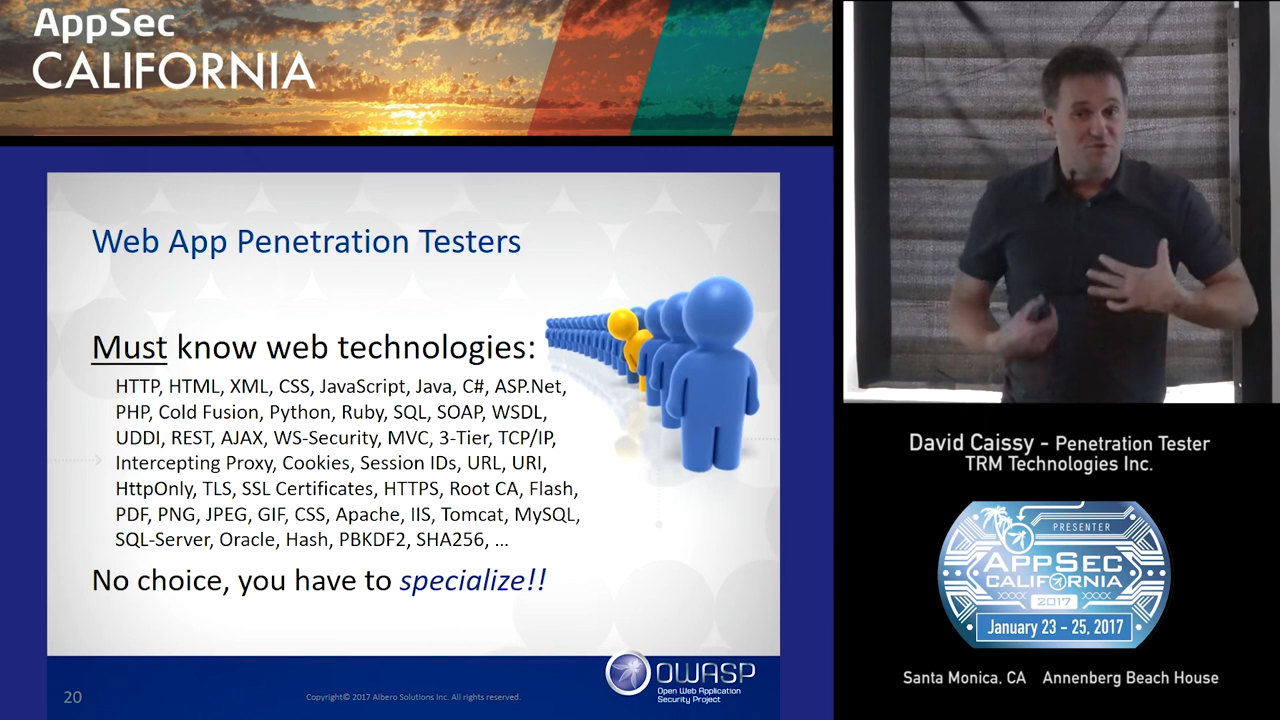 AppSec
CALIFORNIA
Web App Penetration Testers
Must know web technologies:
HTTP, HTML, XML, CSS, JavaScript, Java, C#, ASP.Net,
PHP, Cold Fusion, Python, Ruby, SQL, SOAP, WSDL,
UDDI, REST, AJAX, WS-Security, MVC, 3-Tier, TCP/IP,
Intercepting Proxy, Cookies, Session IDs, URL, URI,
HttpOnly, TLS, SSL Certificates, HTTPS, Root CA, Flash,
PDF, PNG, JPEG, GIF, CSS, Apache, IIS, Tomcat, MySQL,
SQL-Server, Oracle, Hash, PBKDF2, SHA256, ...
No choice, you have to specialize!!
20
Copyright© 2017 Albero Solutions Inc. All rights reserved.
OWASP
Open Web Application
Security Project
David Caissy - Penetration Tester
TRM Technologies Inc.
PRESENTER
APPSEC
CALIFORNIA
2017
January 23 - 25, 2017
Santa Monica, CA Annenberg Beach House